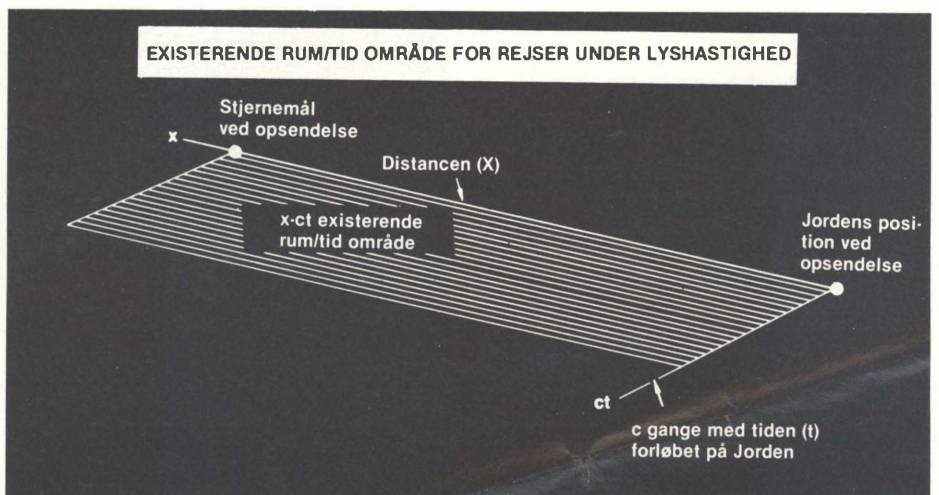 EXISTERENDE RUM/TID OMRÅDE FOR REJSER UNDER LYSHASTIGHED
Stjernemål
ved opsendelse
x
Distancen (X)
x-ct existerende
rum/tid område
Jordens posi-
tion ved
opsendelse
ct
c gange med tiden (t)
forløbet på Jorden